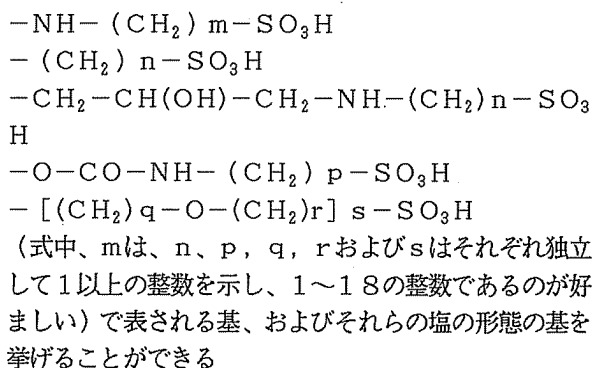 －NH－（CH₂）m－SO₃H
－（CH₂）n－SO₃H
－CH₂－CH(OH)－CH₂－NH－(CH₂)n－SO₃
H
－O－CO－NH－（CH₂）p－SO₃H
－[(CH₂)q－O－(CH₂)r] s－SO₃H
（式中、mは、n、p，q，rおよびsはそれぞれ独立
して1以上の整数を示し、1～18の整数であるのが好
ましい）で表される基、およびそれらの塩の形態の基を
挙げることができる